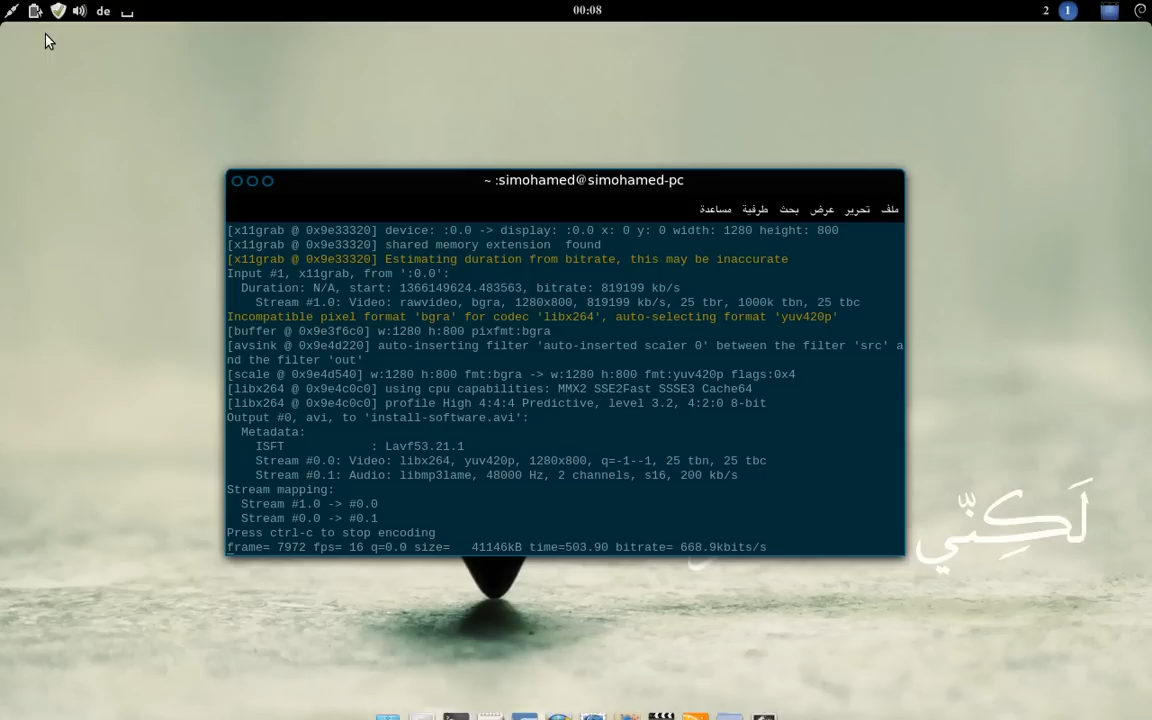 de
00:08
2
1
~ :simohamed@simohamed-pc
ملف تحرير عرض بحث طرفية مساعدة
[x11grab @ 0x9e33320] device: :0.0 -> display: :0.0 x: 0 y: 0 width: 1280 height: 800
[x11grab @ 0x9e33320] shared memory extension  found
[x11grab @ 0x9e33320] Estimating duration from bitrate, this may be inaccurate
Input #1, x11grab, from ':0.0':
  Duration: N/A, start: 1366149624.483563, bitrate: 819199 kb/s
    Stream #1.0: Video: rawvideo, bgra, 1280x800, 819199 kb/s, 25 tbr, 1000k tbn, 25 tbc
Incompatible pixel format 'bgra' for codec 'libx264', auto-selecting format 'yuv420p'
[buffer @ 0x9e3f6c0] w:1280 h:800 pixfmt:bgra
[avsink @ 0x9e4d220] auto-inserting filter 'auto-inserted scaler 0' between the filter 'src' a
nd the filter 'out'
[scale @ 0x9e4d540] w:1280 h:800 fmt:bgra -> w:1280 h:800 fmt:yuv420p flags:0x4
[libx264 @ 0x9e4c0c0] using cpu capabilities: MMX2 SSE2Fast SSSE3 Cache64
[libx264 @ 0x9e4c0c0] profile High 4:4:4 Predictive, level 3.2, 4:2:0 8-bit
Output #0, avi, to 'install-software.avi':
  Metadata:
    ISFT            : Lavf53.21.1
    Stream #0.0: Video: libx264, yuv420p, 1280x800, q=-1--1, 25 tbn, 25 tbc
    Stream #0.1: Audio: libmp3lame, 48000 Hz, 2 channels, s16, 200 kb/s
Stream mapping:
  Stream #1.0 -> #0.0
  Stream #0.0 -> #0.1
Press ctrl-c to stop encoding
frame= 7972 fps= 16 q=0.0 size=   41146kB time=503.90 bitrate= 668.9kbits/s
لَكِنّي